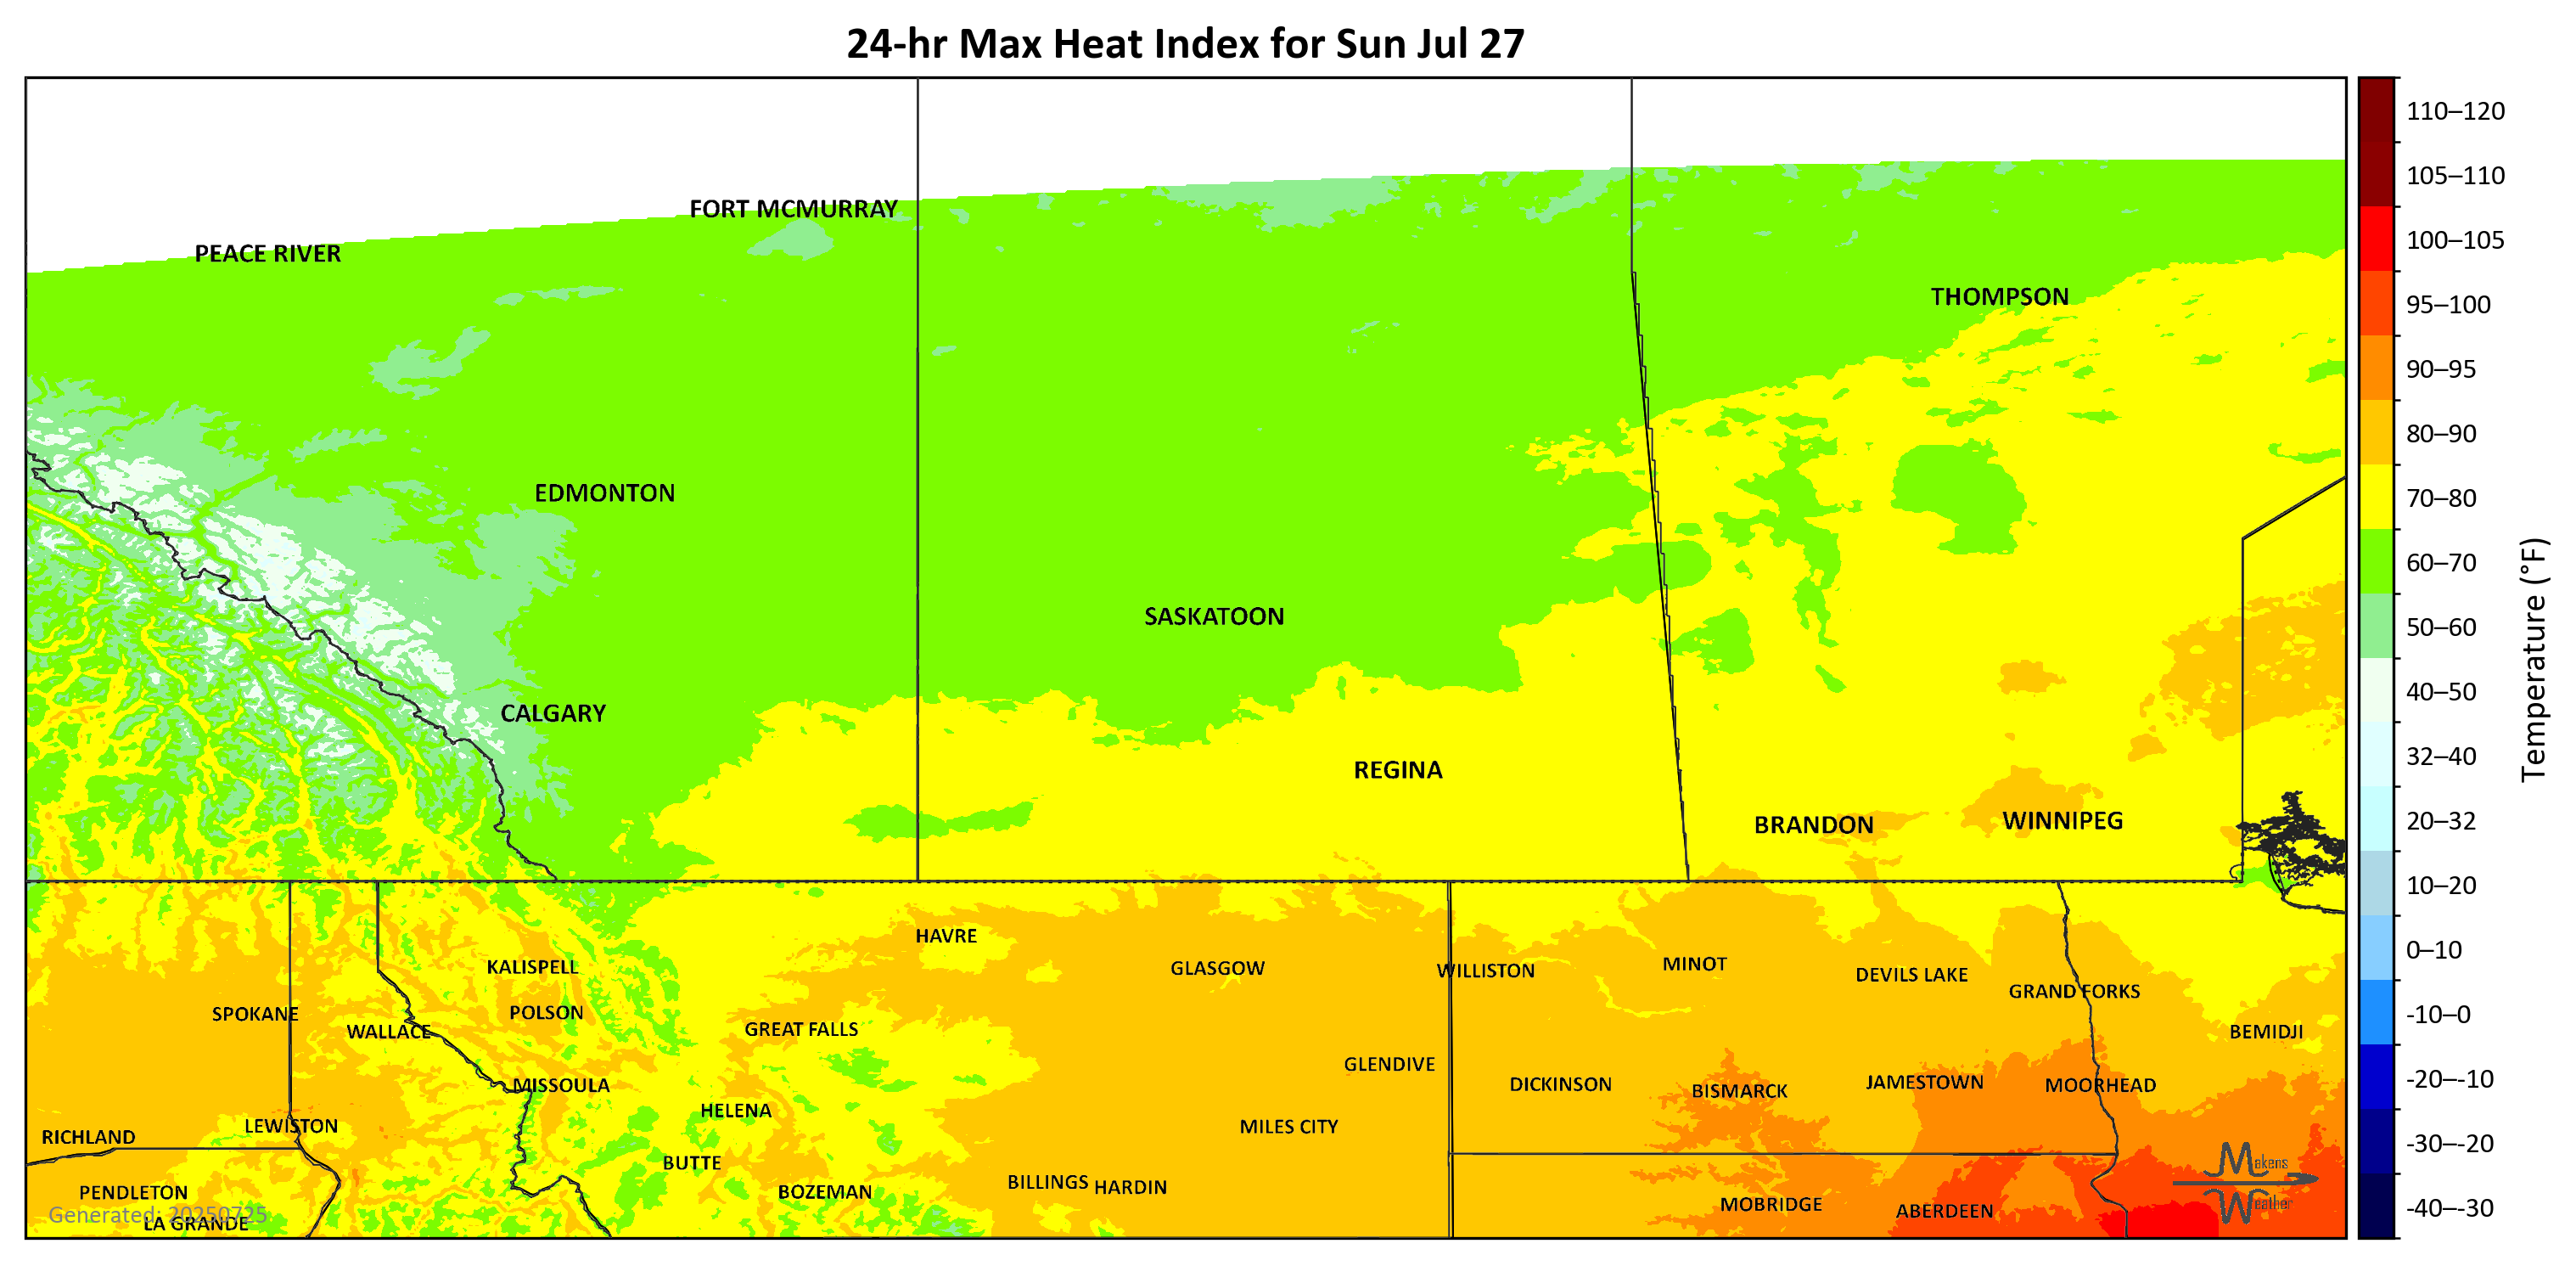 24-hr Max Heat Index for Sun Jul 27
FORT MCMURRAY
PEACE RIVER
THOMPSON
EDMONTON
SASKATOON
CALGARY
REGINA
BRANDON
WINNIPEG
HAVRE
KALISPELL
GLASGOW
WILLISTON
MINOT
DEVILS LAKE
GRAND FORKS
SPOKANE
POLSON
WALLACE
GREAT FALLS
BEMIDJI
GLENDIVE
MISSOULA
DICKINSON
BISMARCK
JAMESTOWN
MOORHEAD
HELENA
LEWISTON
MILES CITY
RICHLAND
BUTTE
BILLINGS
HARDIN
PENDLETON
BOZEMAN
MOBRIDGE
ABERDEEN
Generated: 20250725
LA GRANDE
Makens
Weather
110–120
105–110
100–105
95–100
90–95
80–90
70–80
60–70
50–60
40–50
32–40
20–32
10–20
0–10
-10–0
-20–-10
-30–-20
-40–-30
Temperature (°F)